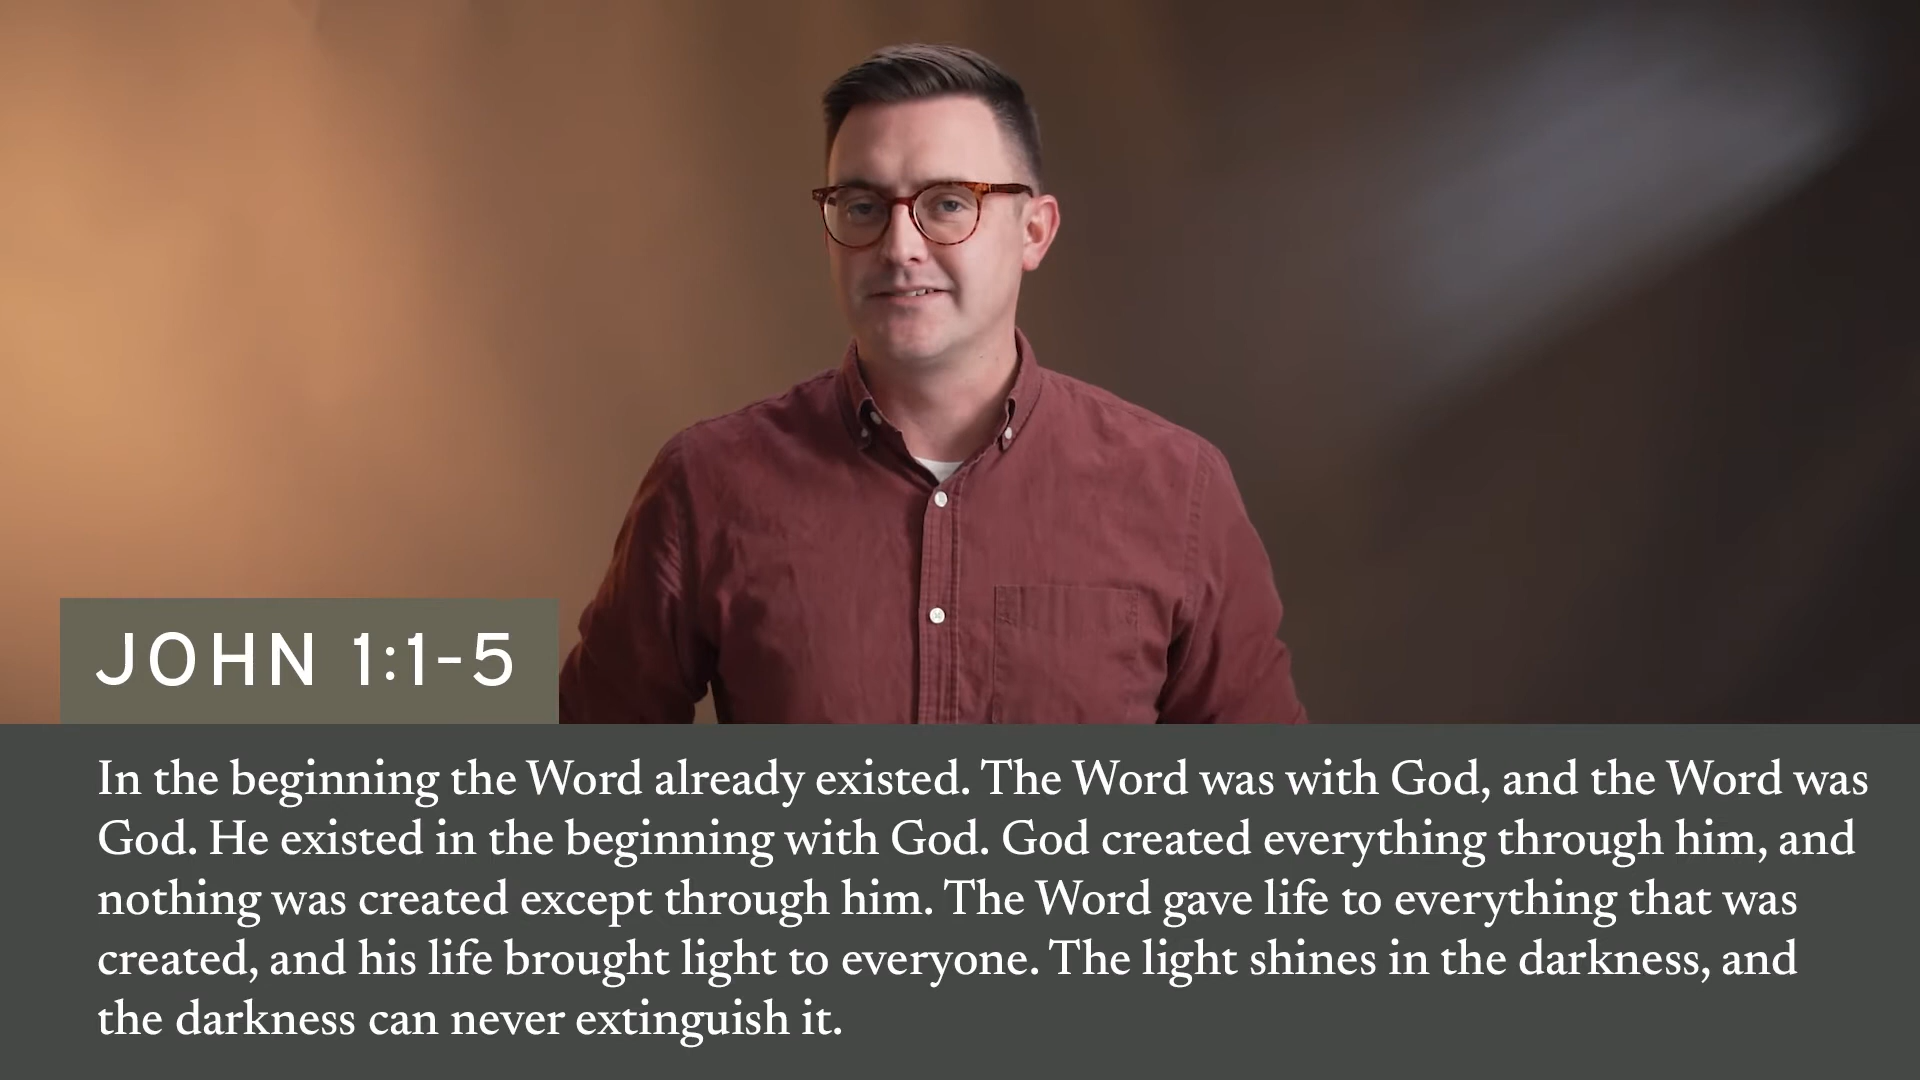 JOHN 1:1-5
In the beginning the Word already existed. The Word was with God, and the Word was
God. He existed in the beginning with God. God created everything through him, and
nothing was created except through him. The Word gave life to everything that was
created, and his life brought light to everyone. The light shines in the darkness, and
the darkness can never extinguish it.